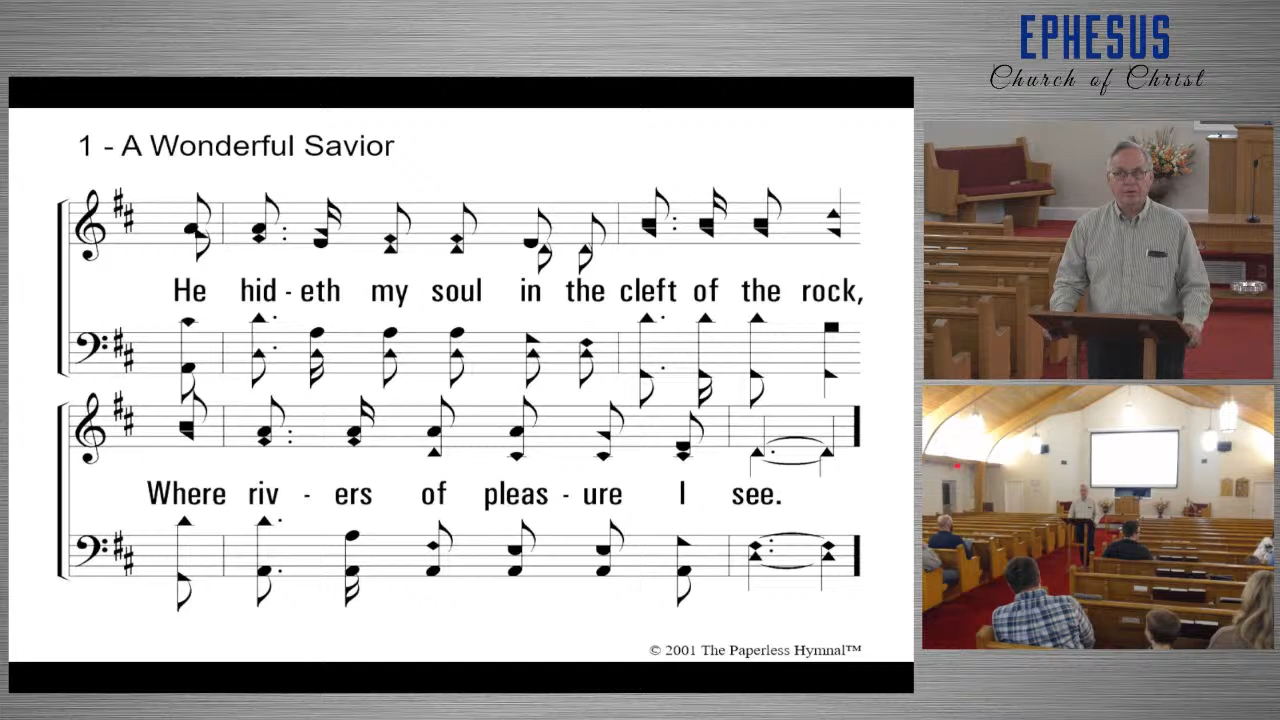 EPHESUS
Church of Christ
1 - A Wonderful Savior
He hid - eth my soul in the cleft of the rock,
Where riv - ers of pleas - ure I see.
© 2001 The Paperless Hymnal™